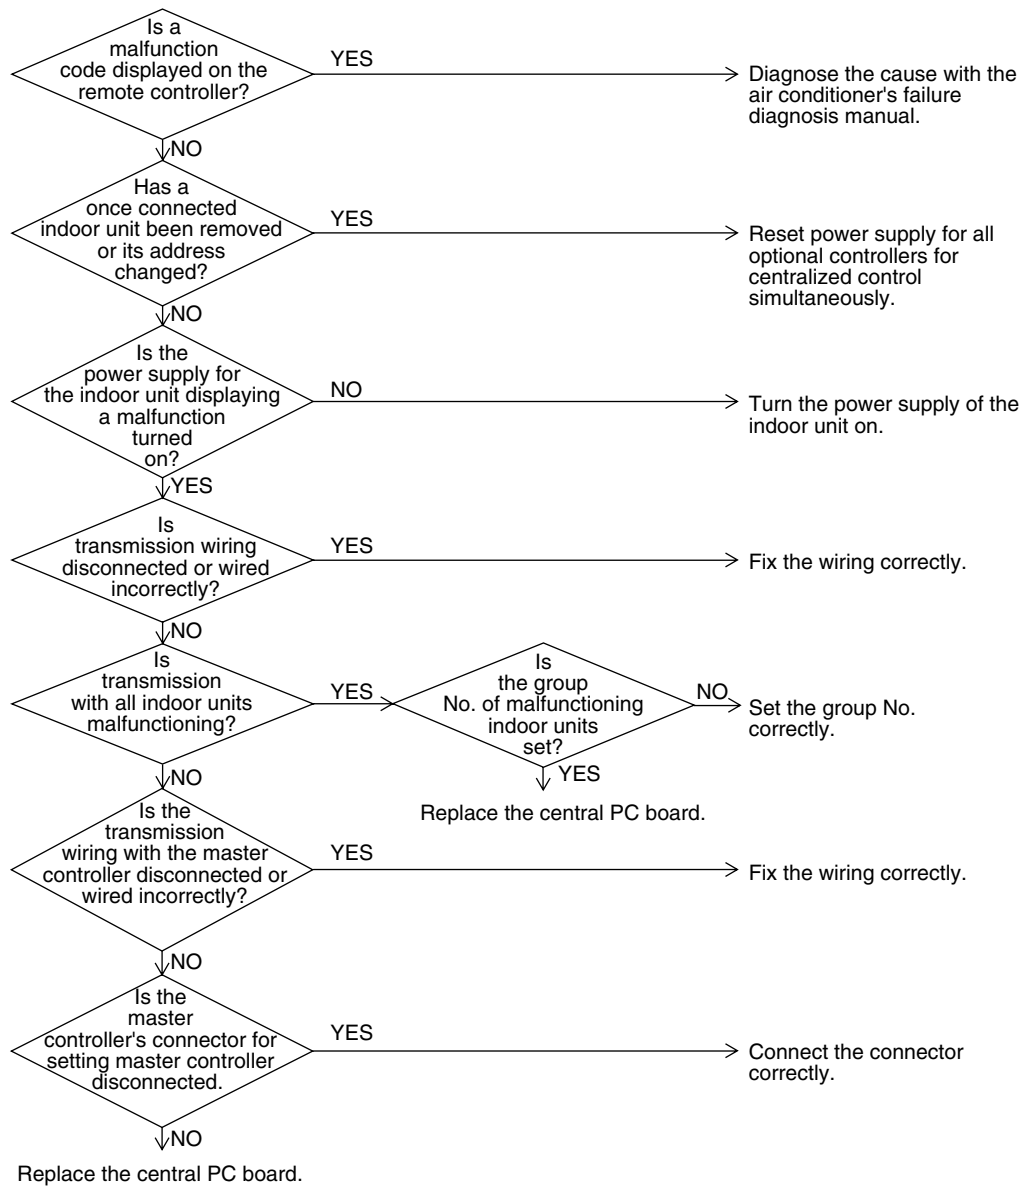 Is a
malfunction
code displayed on the
remote controller?
YES
Diagnose the cause with the
air conditioner's failure
diagnosis manual.
NO
Has a
once connected
indoor unit been removed
or its address
changed?
YES
Reset power supply for all
optional controllers for
centralized control
simultaneously.
NO
Is the
power supply for
the indoor unit displaying
a malfunction
turned
on?
NO
Turn the power supply of the
indoor unit on.
YES
Is
transmission wiring
disconnected or wired
incorrectly?
YES
Fix the wiring correctly.
NO
Is
transmission
with all indoor units
malfunctioning?
YES
Is
the group
No. of malfunctioning
indoor units
set?
NO
Set the group No.
correctly.
YES
Replace the central PC board.
NO
Is the
transmission
wiring with the master
controller disconnected or
wired incorrectly?
YES
Fix the wiring correctly.
NO
Is the
master
controller's connector for
setting master controller
disconnected.
YES
Connect the connector
correctly.
NO
Replace the central PC board.